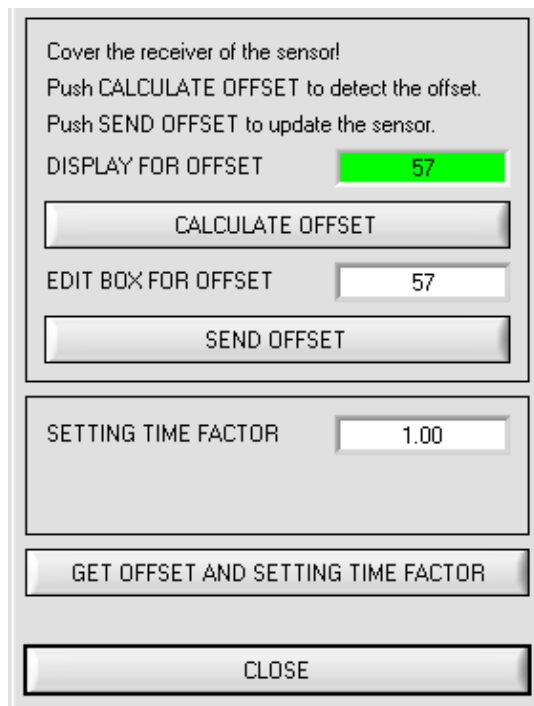 Cover the receiver of the sensor!
Push CALCULATE OFFSET to detect the offset.
Push SEND OFFSET to update the sensor.
DISPLAY FOR OFFSET 57
CALCULATE OFFSET
EDIT BOX FOR OFFSET 57
SEND OFFSET
SETTING TIME FACTOR 1.00
GET OFFSET AND SETTING TIME FACTOR
CLOSE